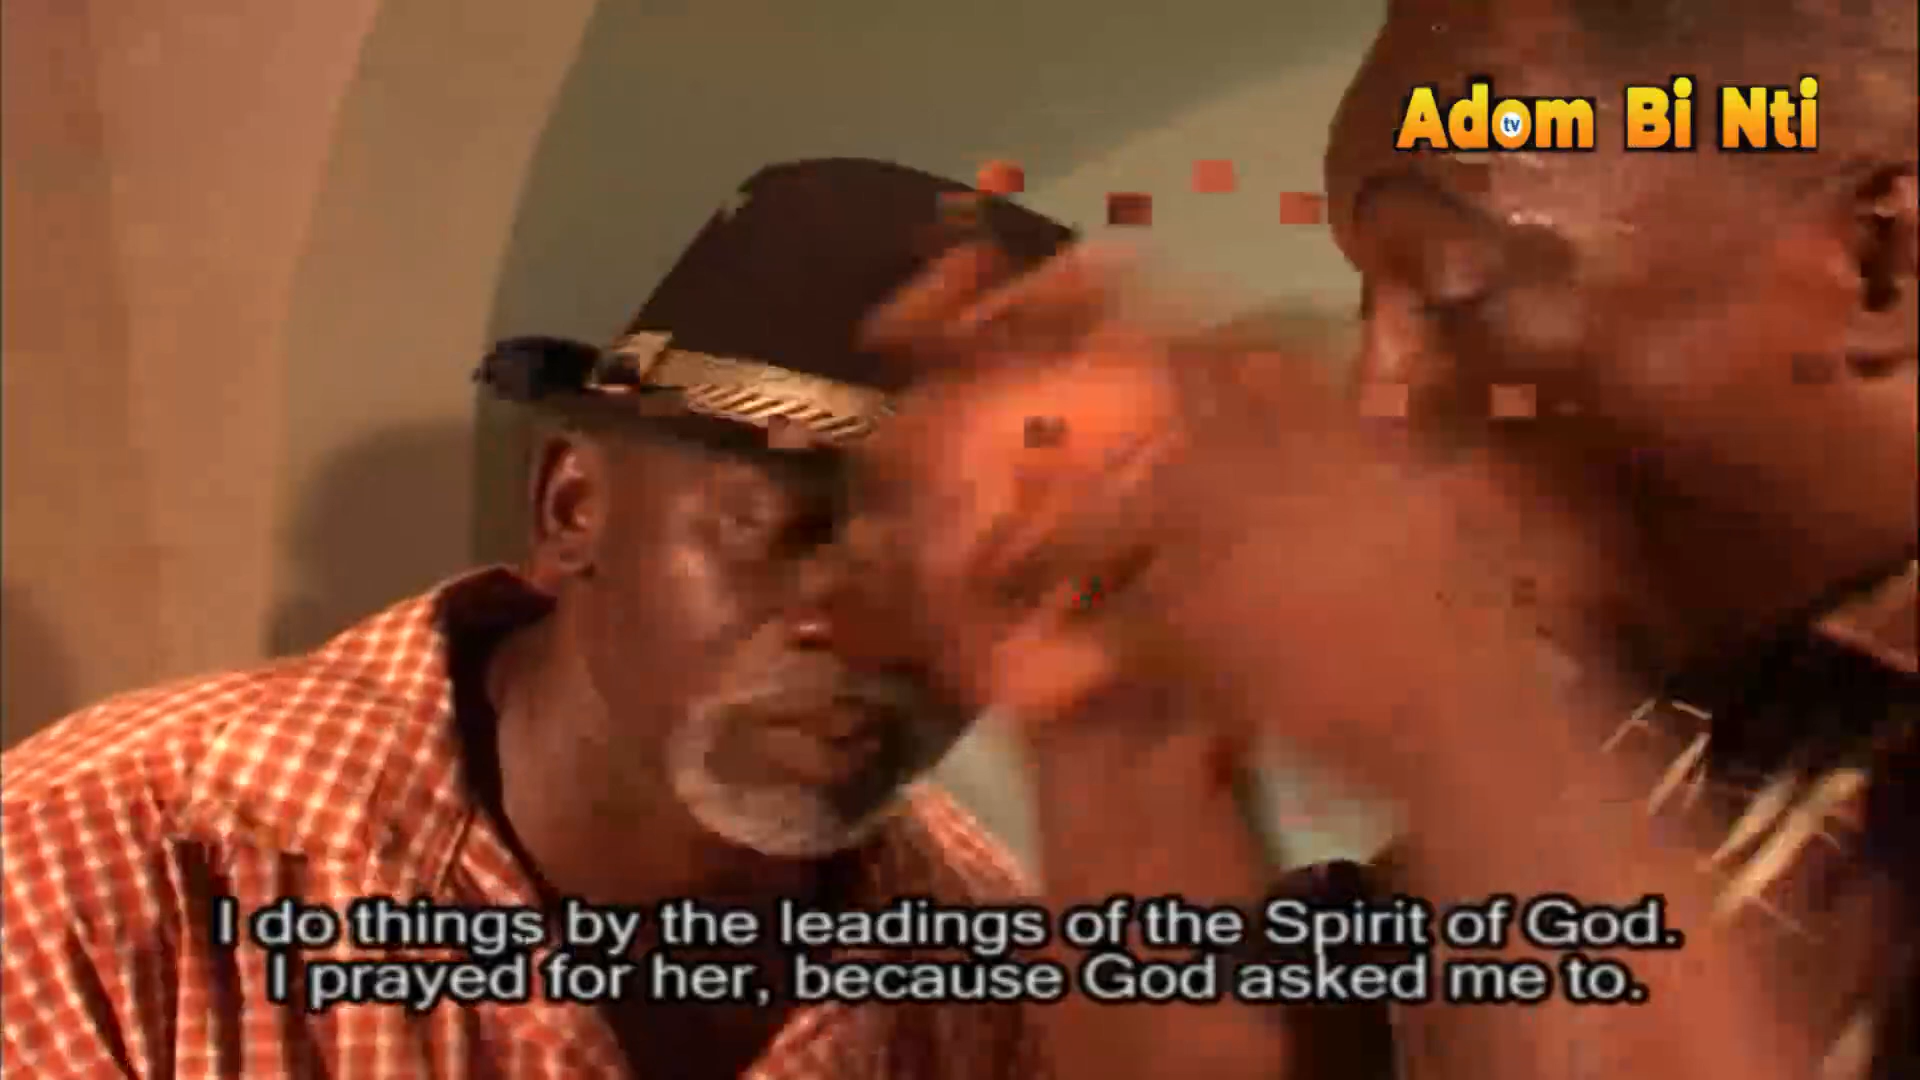 Adom Bi Nti
tv
I do things by the leadings of the Spirit of God.
I prayed for her, because God asked me to.